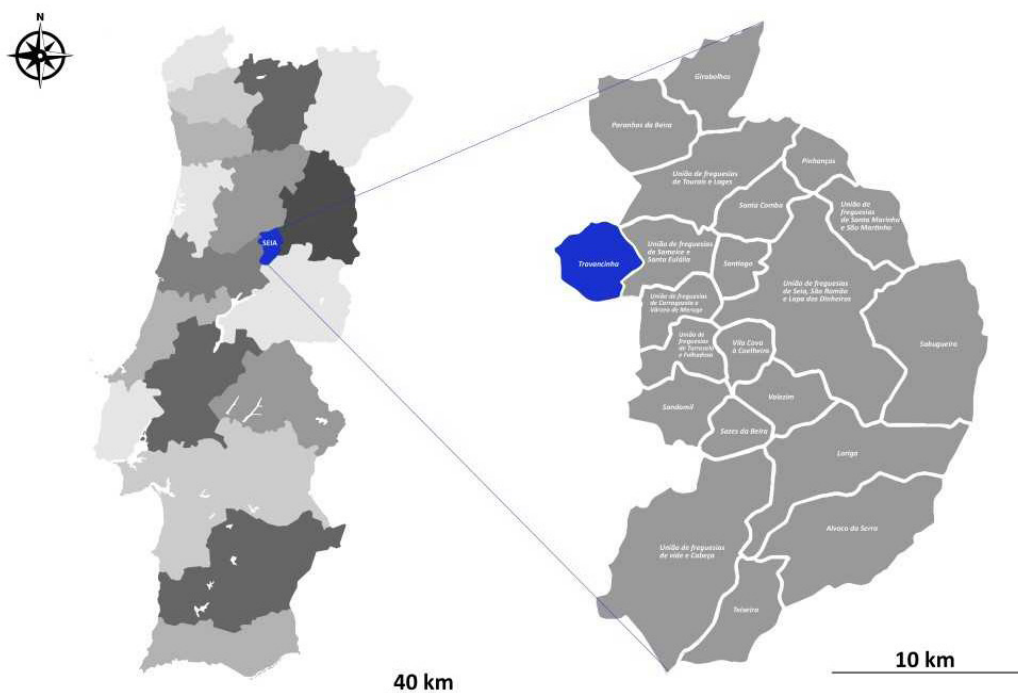 N
SEIA
Girabolhos
Paranhos da Beira
Pinhanços
União de freguesias
de Tourais e Lages
Santa Comba
União de
freguesias
de Santa Marinha
e São Martinho
Travancinha
União de freguesias
de Sameice e
Santa Eulália
Santiago
União de freguesias
de Seia, São Romão
e Lapa dos Dinheiros
União de freguesias
de Carragozela e
Várzea de Meruge
União de
freguesias
de Torrozelo
e Folhadosa
Vila Cova
à Coelheira
Sabugueiro
Sandomil
Valezim
Sazes da Beira
Loriga
Alvoco da Serra
União de freguesias
de vide e Cabeça
Teixeira
40 km
10 km